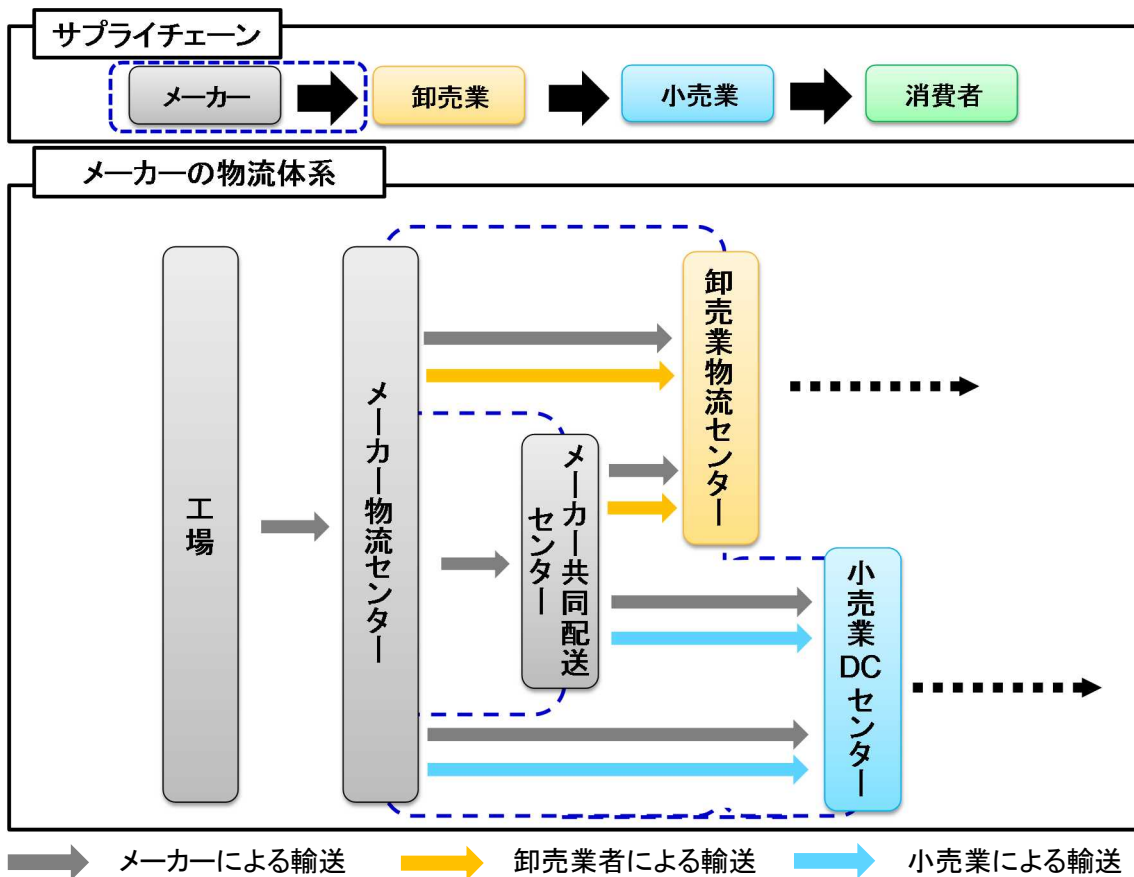 サプライチェーン
メーカー
卸売業
小売業
消費者
メーカーの物流体系
工場
メーカー物流センター
メーカー共同配送
センター
卸売業物流センター
小売業DCセンター
メーカーによる輸送
卸売業者による輸送
小売業による輸送